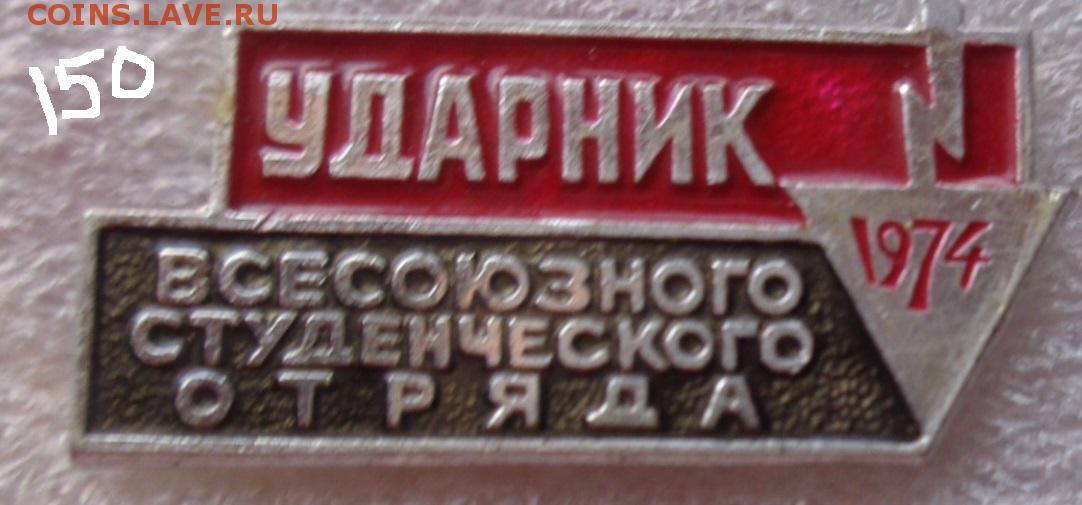 COINS.LAVE.RU
150
УДАРНИК
1974
ВСЕСОЮЗНОГО
СТУДЕНЧЕСКОГО
ОТРЯДА